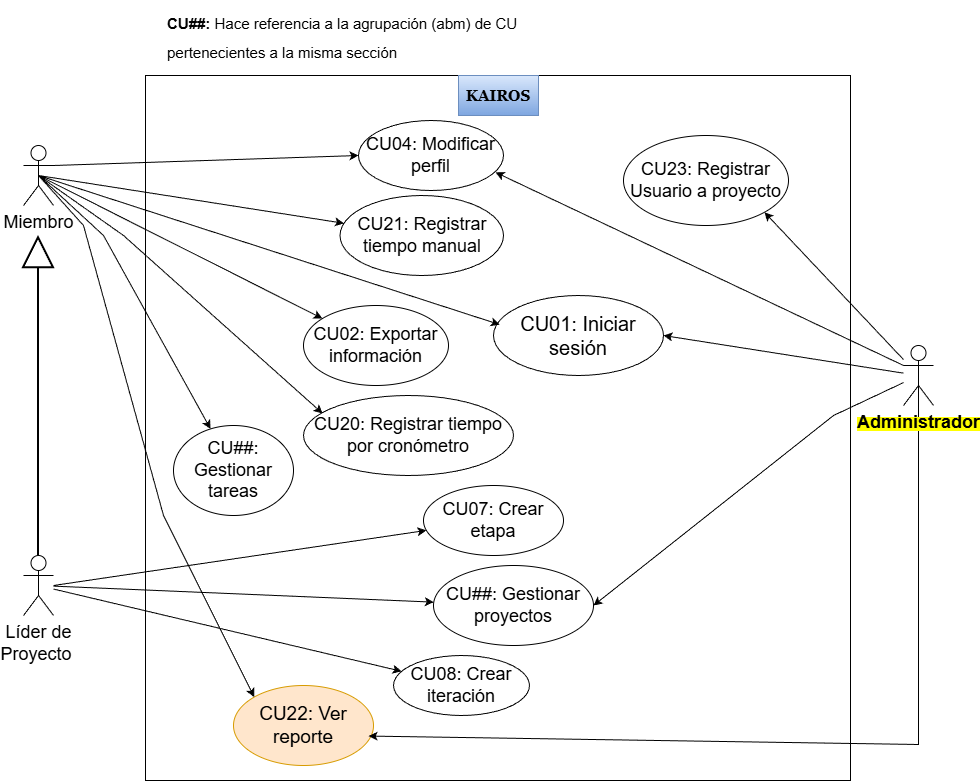 CU##: Hace referencia a la agrupación (abm) de CU
pertenecientes a la misma sección
KAIROS
CU04: Modificar
perfil
CU23: Registrar
Usuario a proyecto
Miembro
CU21: Registrar
tiempo manual
CU01: Iniciar
sesión
CU02: Exportar
información
Administrador
CU20: Registrar tiempo
por cronómetro
CU##:
Gestionar
tareas
CU07: Crear
etapa
CU##: Gestionar
proyectos
Líder de
Proyecto
CU08: Crear
iteración
CU22: Ver
reporte